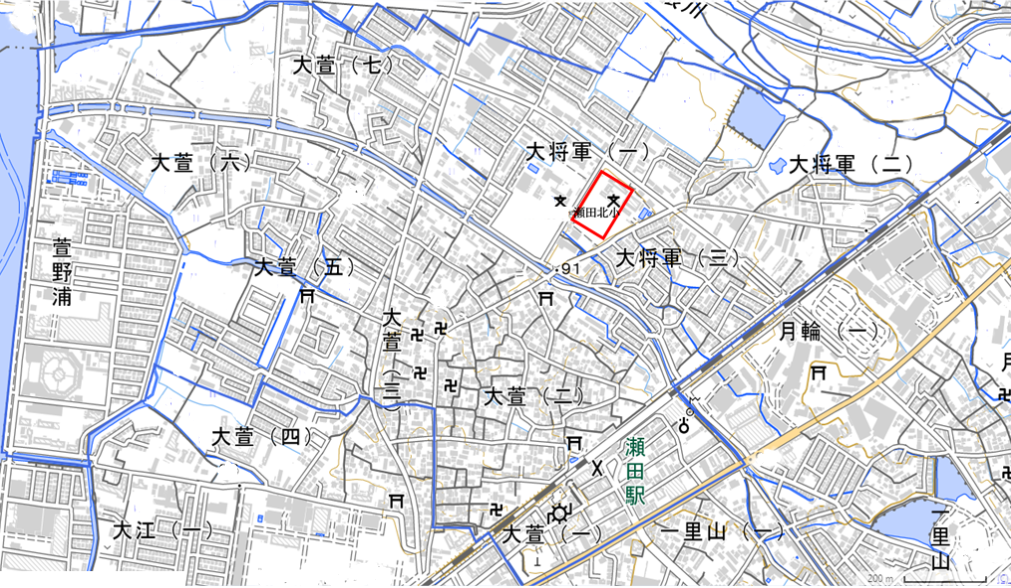 大萱（七）
大将軍（一）
大萱（六）
大将軍（二）
瀬田北小
萱野浦
大萱（五）
大将軍（三）
・91
大萱（三）
月輪（一）
大萱（二）
大萱（四）
瀬田駅
大江（一）
大萱（一）
一里山（一）
一里山
200 m